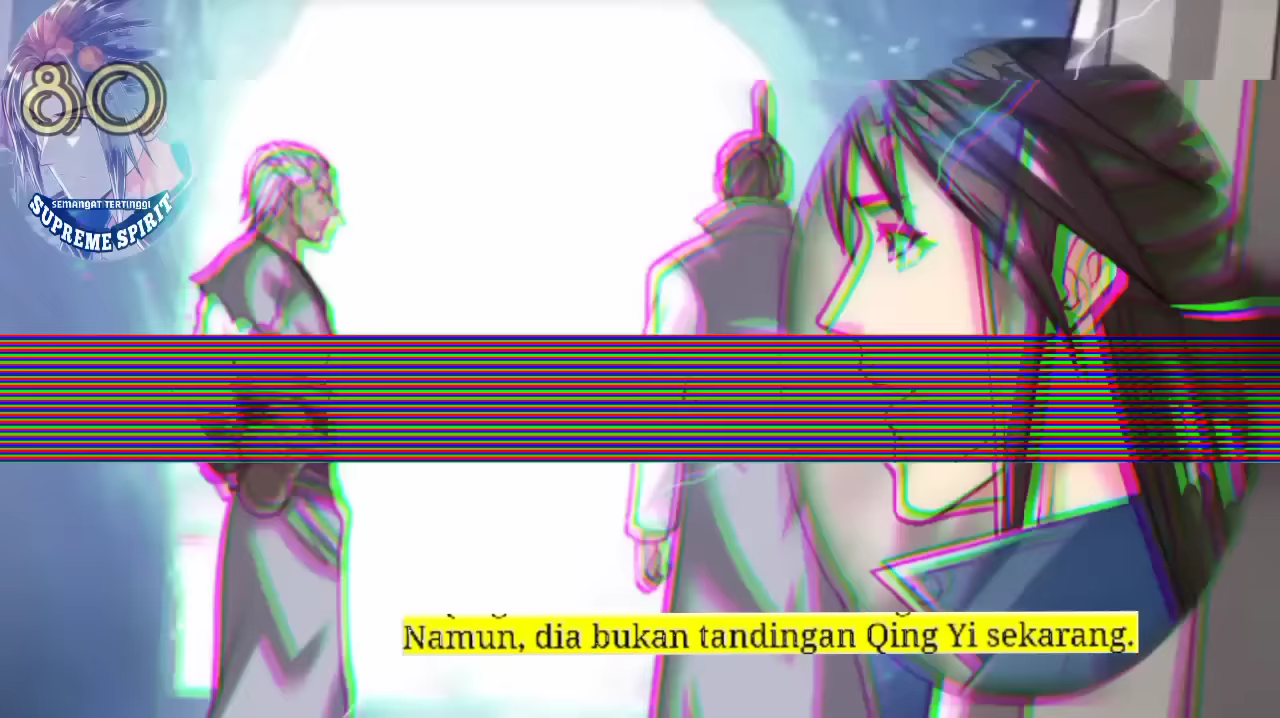 80
SEMANGAT TERTINGGI
SUPREME SPIRIT
Namun, dia bukan tandingan Qing Yi sekarang.